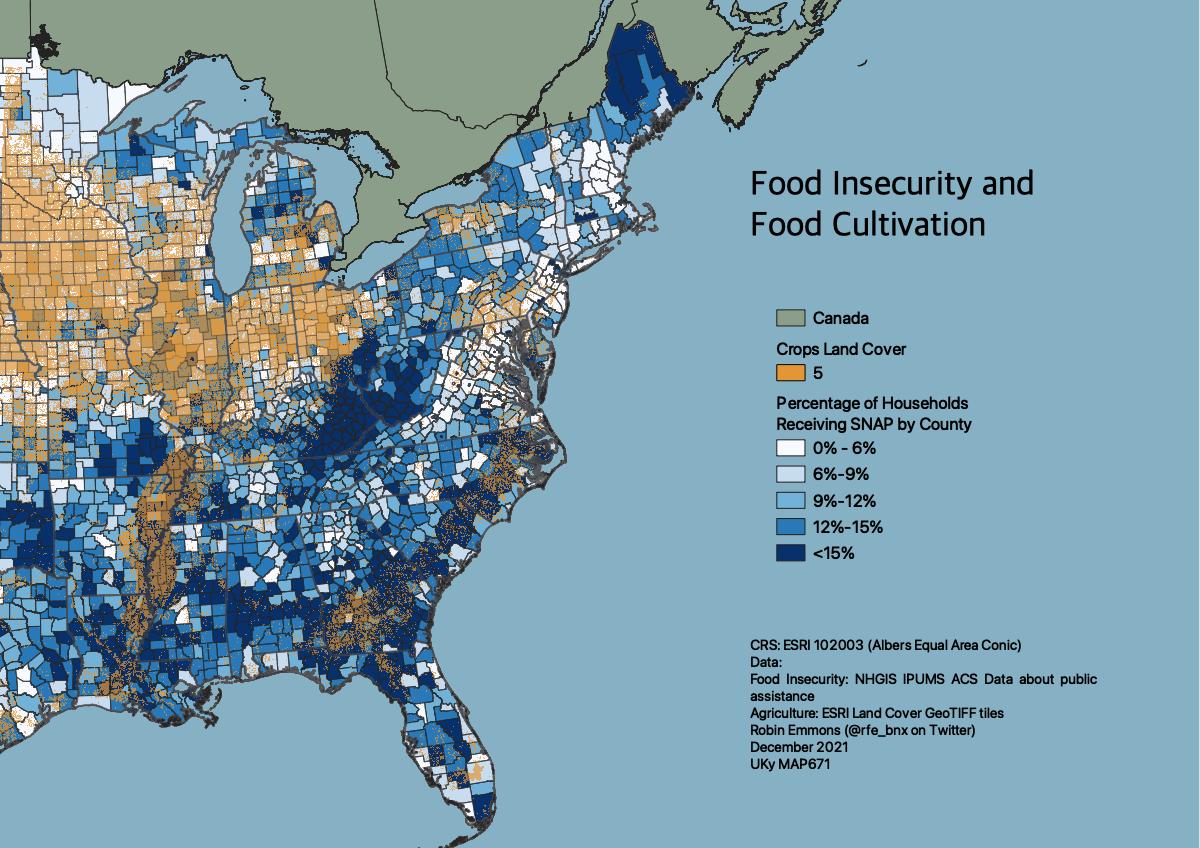 Food Insecurity and
Food Cultivation
Canada
Crops Land Cover
5
Percentage of Households
Receiving SNAP by County
0% - 6%
6%-9%
9%-12%
12%-15%
<15%
CRS: ESRI 102003 (Albers Equal Area Conic)
Data:
Food Insecurity: NHGIS IPUMS ACS Data about public
assistance
Agriculture: ESRI Land Cover GeoTIFF tiles
Robin Emmons (@rfe_bnx on Twitter)
December 2021
UKy MAP671